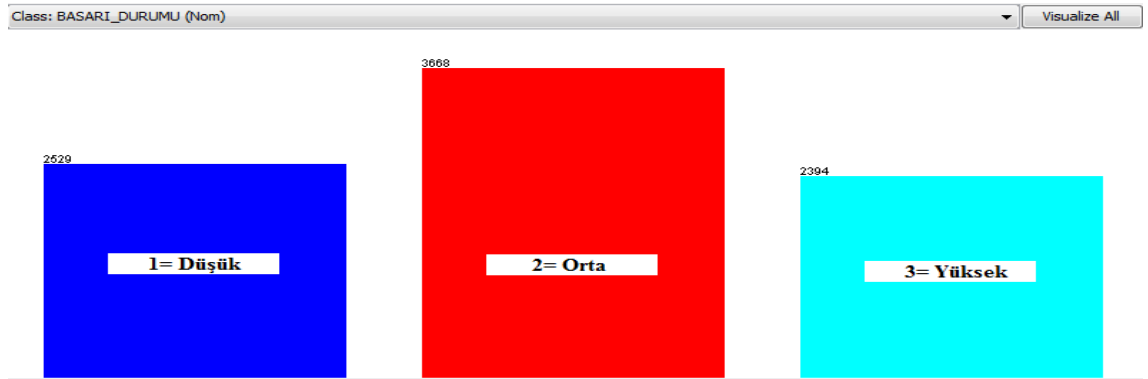 Class: BASARI_DURUMU (Nom)
Visualize All
3668
2529
2394
1= Düşük
2= Orta
3= Yüksek